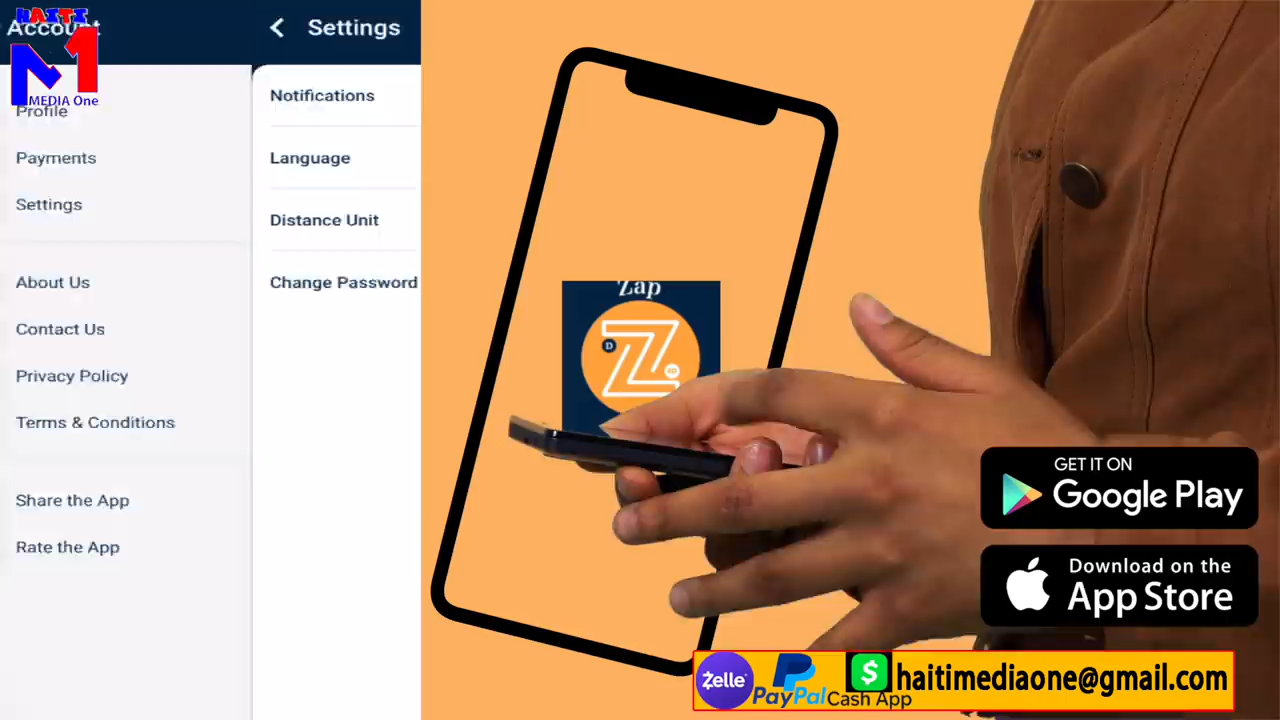 HAITI
Account
M1
MEDIA One
Profile
Payments
Settings
About Us
Contact Us
Privacy Policy
Terms & Conditions
Share the App
Rate the App
Settings
Notifications
Language
Distance Unit
Change Password
Zap
D
Z
GET IT ON
Google Play
Download on the
App Store
Zelle
PayPal
$
Cash App
haitimediaone@gmail.com